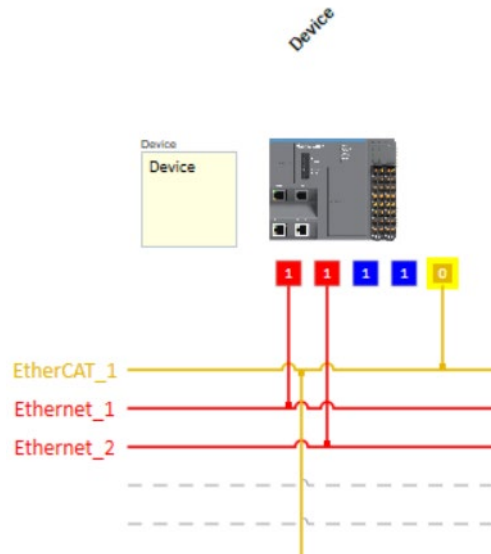 Device
Device
Device
1 1 1 1 0
EtherCAT_1
Ethernet_1
Ethernet_2